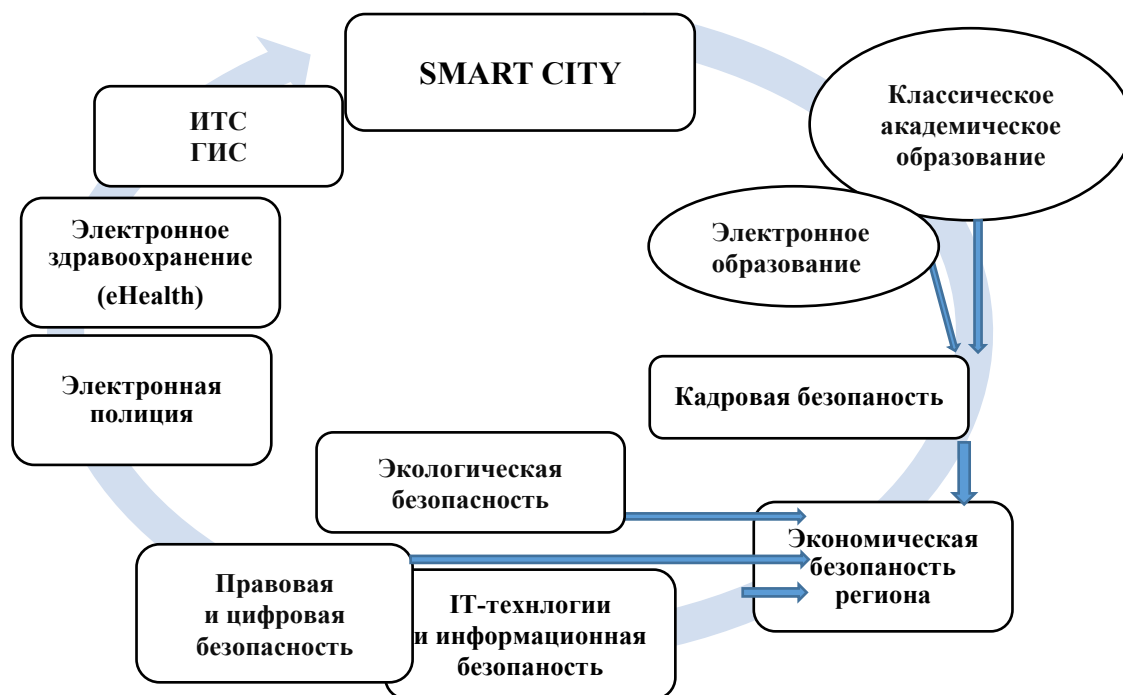 SMART CITY
Классическое
академическое
образование
ИТС
ГИС
Электронное
здравоохранение
(eHealth)
Электронное
образование
Электронная
полиция
Кадровая безопаность
Экологическая
безопасность
Экономическая
безопаность
региона
Правовая
и цифровая
безопасность
IT-технлогии
и информационная
безопаность